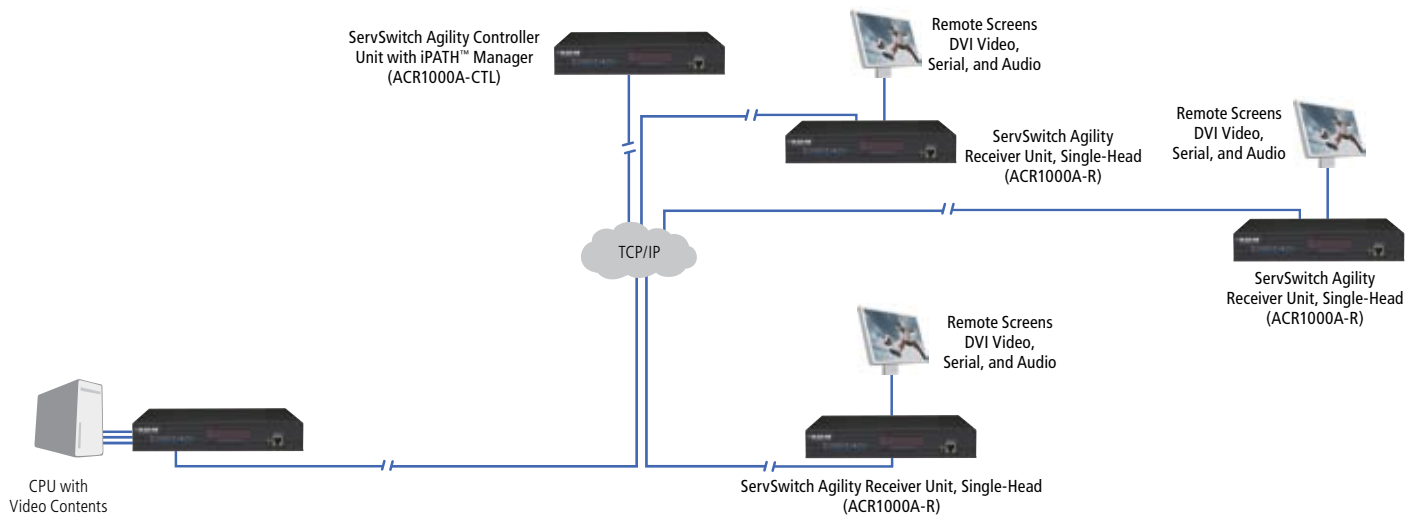 ServSwitch Agility Controller
Unit with iPATH™ Manager
(ACR1000A-CTL)
Remote Screens
DVI Video,
Serial, and Audio
ServSwitch Agility
Receiver Unit, Single-Head
(ACR1000A-R)
Remote Screens
DVI Video,
Serial, and Audio
ServSwitch Agility
Receiver Unit, Single-Head
(ACR1000A-R)
TCP/IP
Remote Screens
DVI Video,
Serial, and Audio
ServSwitch Agility Receiver Unit, Single-Head
(ACR1000A-R)
CPU with
Video Contents